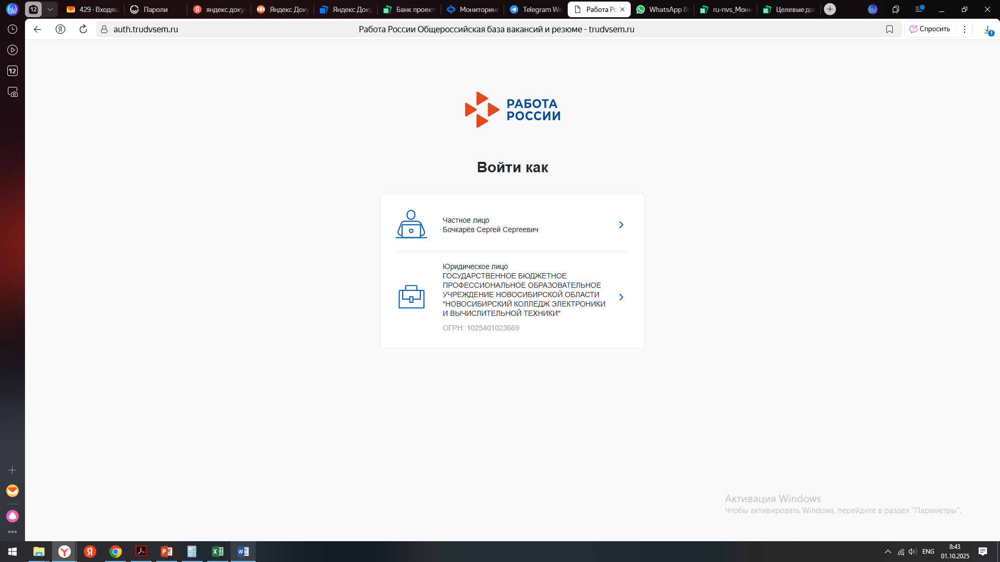 12
429 · Входящ
Пароли
яндекс доку
Яндекс Доку
Яндекс Доку
Банк проект
Мониторинг
Telegram We
Работа Ро
WhatsApp B
ru-nvs_Мони
Целевые дог
auth.trudvsem.ru
Работа России Общероссийская база вакансий и резюме - trudvsem.ru
Спросить
1
12
РАБОТА
РОССИИ
Войти как
Частное лицо
Бочкарёв Сергей Сергеевич
Юридическое лицо
ГОСУДАРСТВЕННОЕ БЮДЖЕТНОЕ
ПРОФЕССИОНАЛЬНОЕ ОБРАЗОВАТЕЛЬНОЕ
УЧРЕЖДЕНИЕ НОВОСИБИРСКОЙ ОБЛАСТИ
"НОВОСИБИРСКИЙ КОЛЛЕДЖ ЭЛЕКТРОНИКИ
И ВЫЧИСЛИТЕЛЬНОЙ ТЕХНИКИ"
ОГРН: 1025401023669
Активация Windows
Чтобы активировать Windows, перейдите в раздел "Параметры".
ENG
8:43
01.10.2025